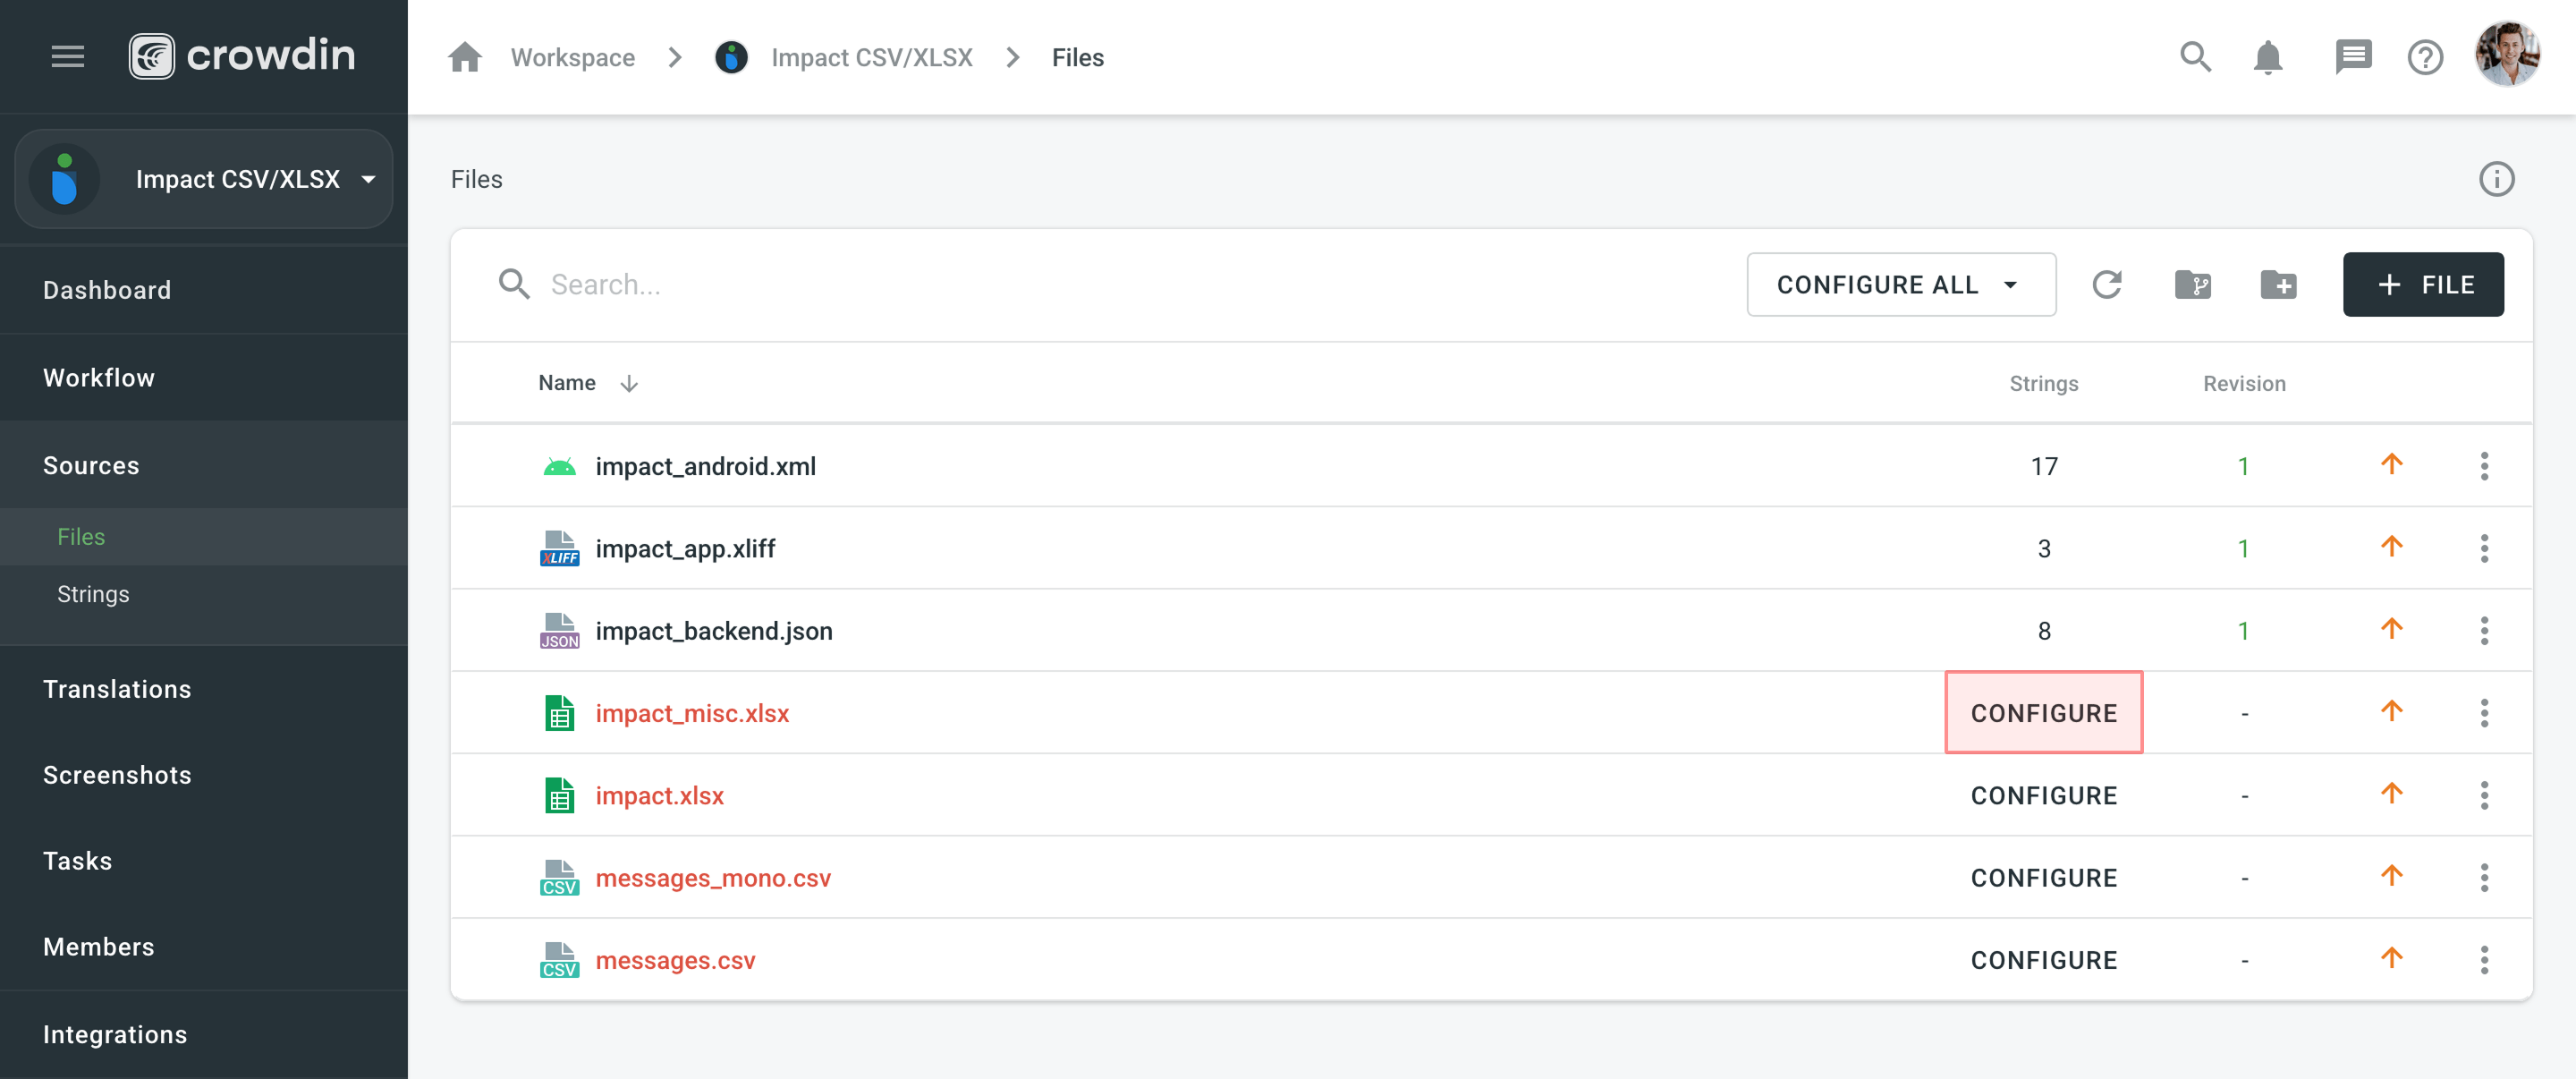 crowdin
Workspace
Impact CSV/XLSX
Files
Impact CSV/XLSX
Dashboard
Workflow
Sources
Files
Strings
Translations
Screenshots
Tasks
Members
Integrations
Files
Search...
CONFIGURE ALL
FILE
Name Strings Revision
impact_android.xml 17 1
XLIFF impact_app.xliff 3 1
JSON impact_backend.json 8 1
impact_misc.xlsx CONFIGURE -
impact.xlsx CONFIGURE -
CSV messages_mono.csv CONFIGURE -
CSV messages.csv CONFIGURE -